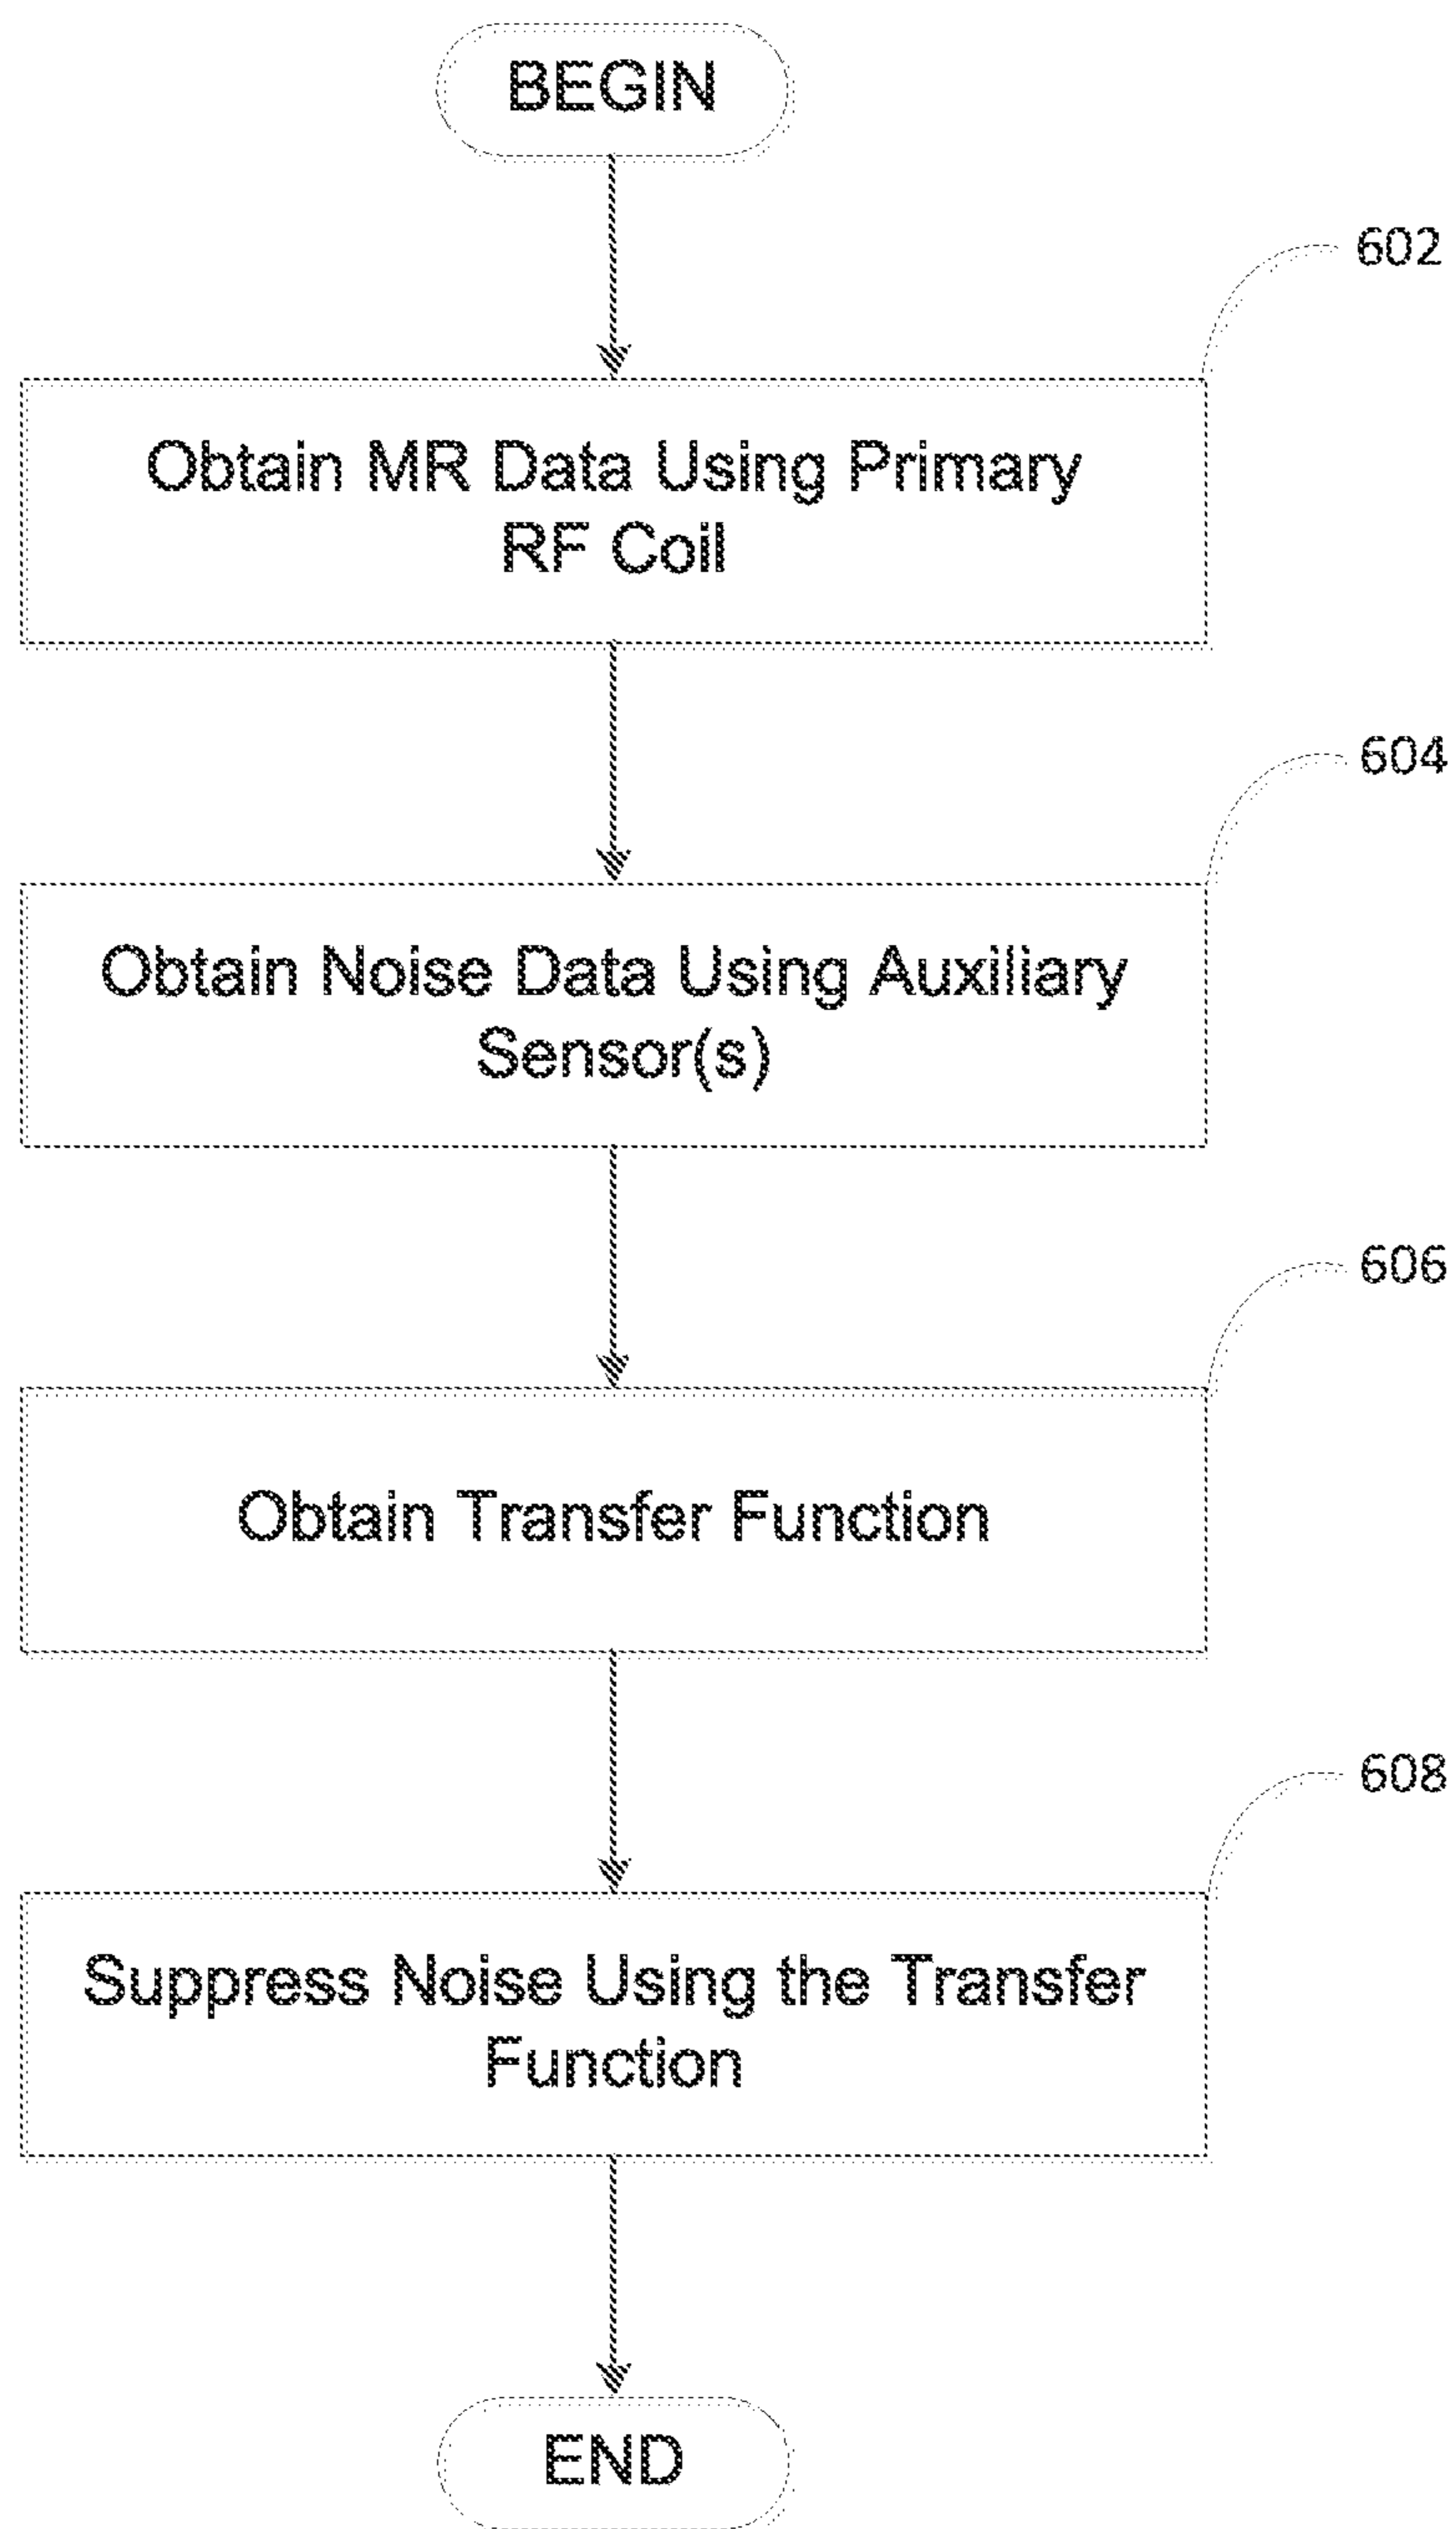 BEGIN
602
Obtain MR Data Using Primary
RF Coil
604
Obtain Noise Data Using Auxiliary
Sensor(s)
606
Obtain Transfer Function
608
Suppress Noise Using the Transfer
Function
END